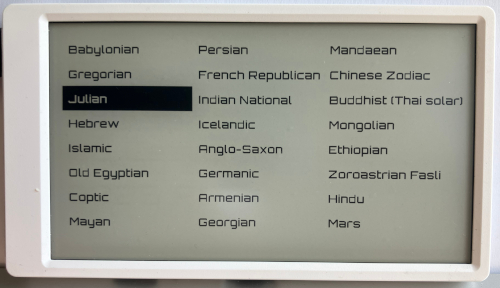 Babylonian
Gregorian
Julian
Hebrew
Islamic
Old Egyptian
Coptic
Mayan
Persian
French Republican
Indian National
Icelandic
Anglo-Saxon
Germanic
Armenian
Georgian
Mandaean
Chinese Zodiac
Buddhist (Thai solar)
Mongolian
Ethiopian
Zoroastrian Fasli
Hindu
Mars